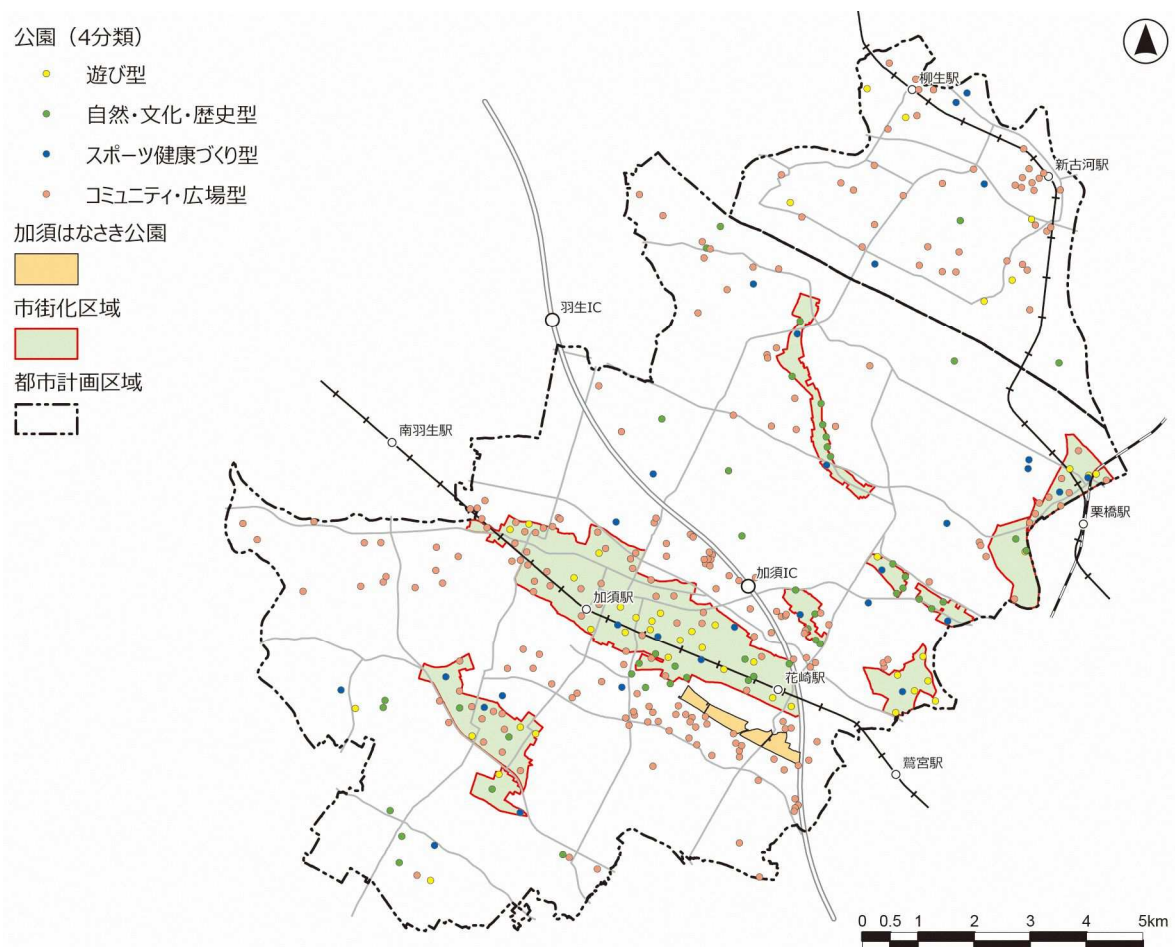 公園（4分類）
遊び型
自然・文化・歴史型
スポーツ健康づくり型
コミュニティ・広場型
加須はなさき公園
市街化区域
都市計画区域
柳生駅
新古河駅
羽生IC
南羽生駅
栗橋駅
加須IC
加須駅
花崎駅
鷲宮駅
0 0.5 1 2 3 4 5km